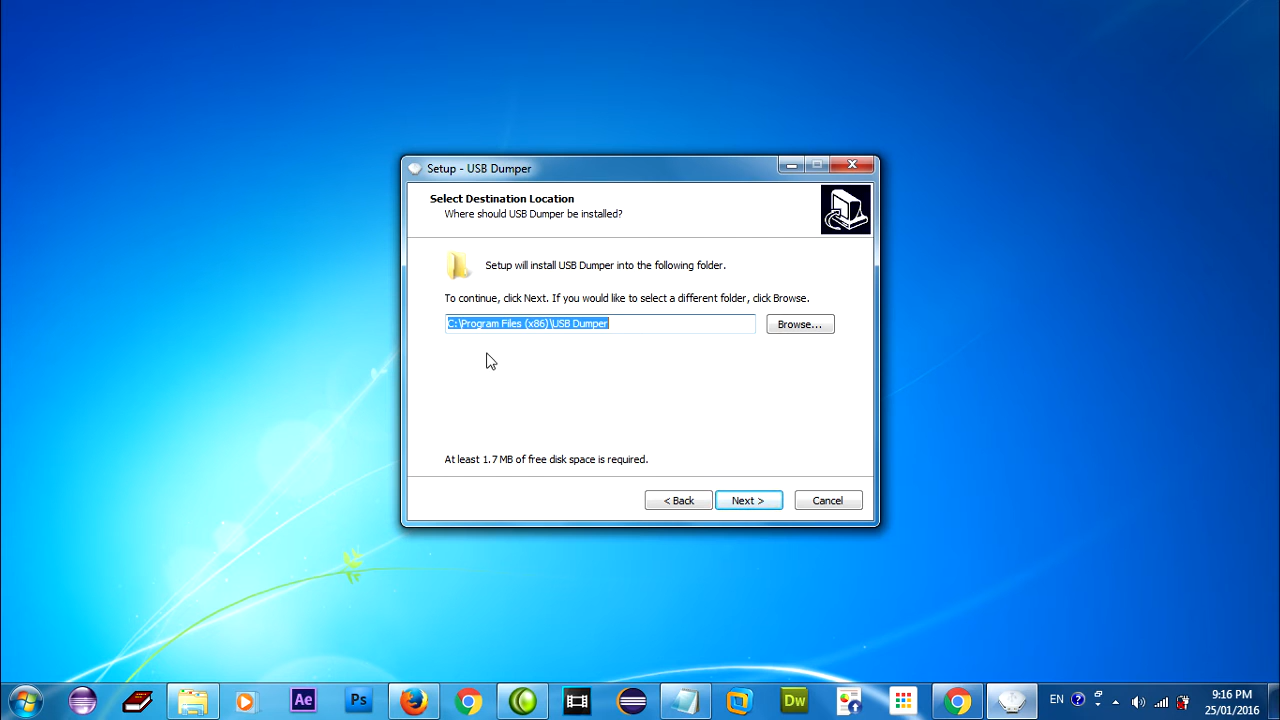 Setup - USB Dumper
Select Destination Location
Where should USB Dumper be installed?
Setup will install USB Dumper into the following folder.
To continue, click Next. If you would like to select a different folder, click Browse.
C:\Program Files (x86)\USB Dumper
Browse...
At least 1.7 MB of free disk space is required.
< Back
Next >
Cancel
Ae
Ps
Dw
EN
9:16 PM
25/01/2016